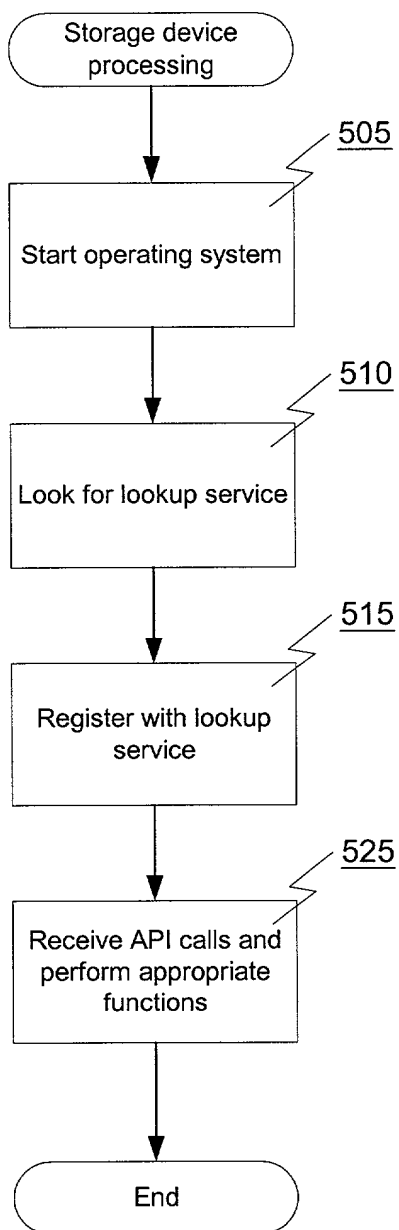 Storage device
processing
505
Start operating system
510
Look for lookup service
515
Register with lookup
service
525
Receive API calls and
perform appropriate
functions
End